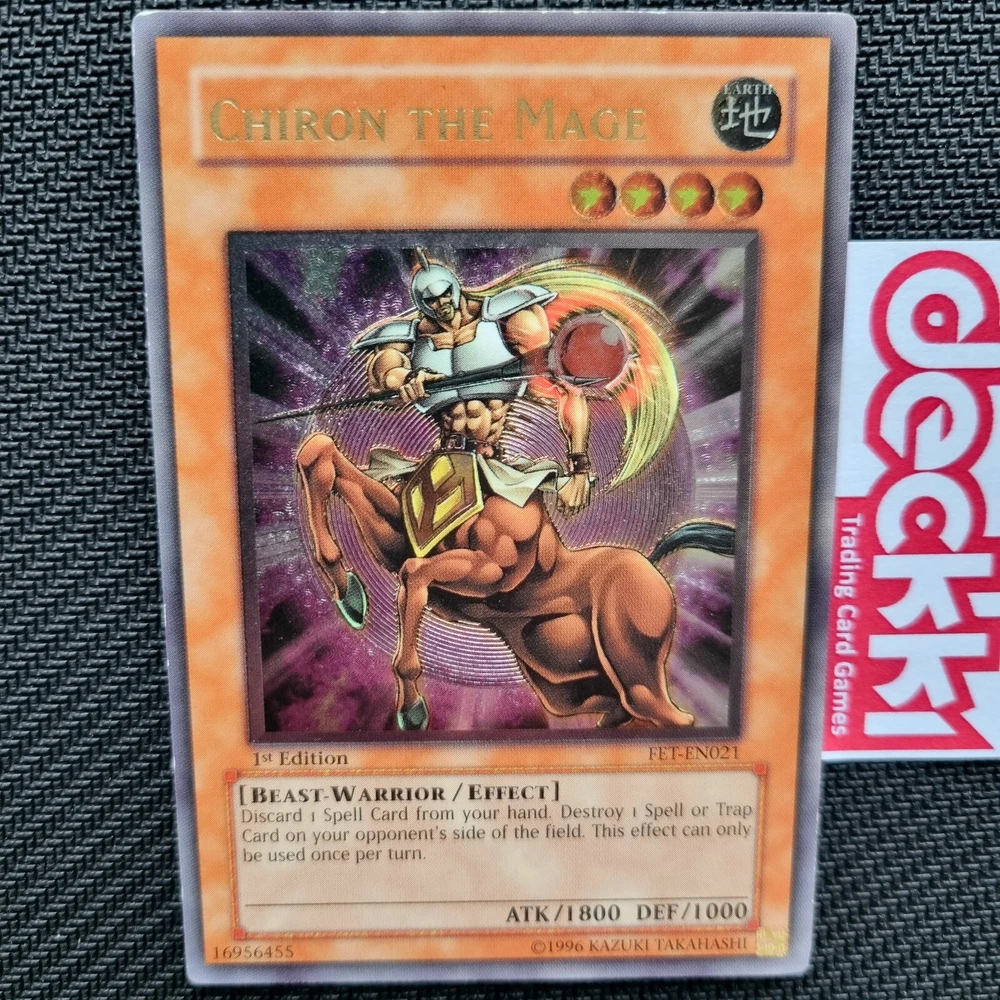 CHIRON THE MAGE
EARTH
地
1st Edition
FET-EN021
[BEAST-WARRIOR / EFFECT]
Discard 1 Spell Card from your hand. Destroy 1 Spell or Trap
Card on your opponent's side of the field. This effect can only
be used once per turn.
ATK/1800 DEF/1000
16956455
©1996 KAZUKI TAKAHASHI
deckki
Trading Card Games